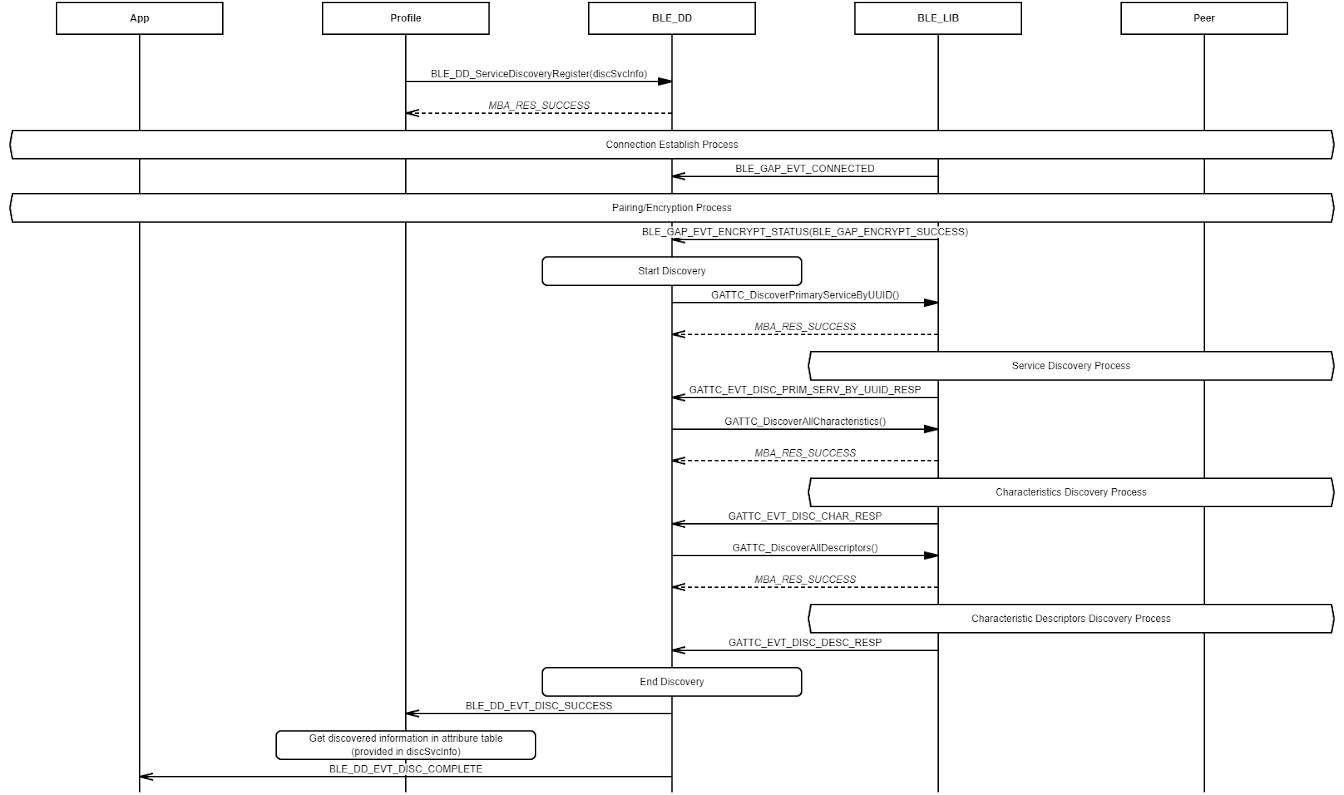 App
Profile
BLE_DD
BLE_LIB
Peer
BLE_DD_ServiceDiscoveryRegister(discSvcInfo)
MBA_RES_SUCCESS
Connection Establish Process
BLE_GAP_EVT_CONNECTED
Pairing/Encryption Process
BLE_GAP_EVT_ENCRYPT_STATUS(BLE_GAP_ENCRYPT_SUCCESS)
Start Discovery
GATTC_DiscoverPrimaryServiceByUUID()
MBA_RES_SUCCESS
Service Discovery Process
GATTC_EVT_DISC_PRIM_SERV_BY_UUID_RESP
GATTC_DiscoverAllCharacteristics()
MBA_RES_SUCCESS
Characteristics Discovery Process
GATTC_EVT_DISC_CHAR_RESP
GATTC_DiscoverAllDescriptors()
MBA_RES_SUCCESS
Characteristic Descriptors Discovery Process
GATTC_EVT_DISC_DESC_RESP
End Discovery
BLE_DD_EVT_DISC_SUCCESS
Get discovered information in attribure table
(provided in discSvcInfo)
BLE_DD_EVT_DISC_COMPLETE